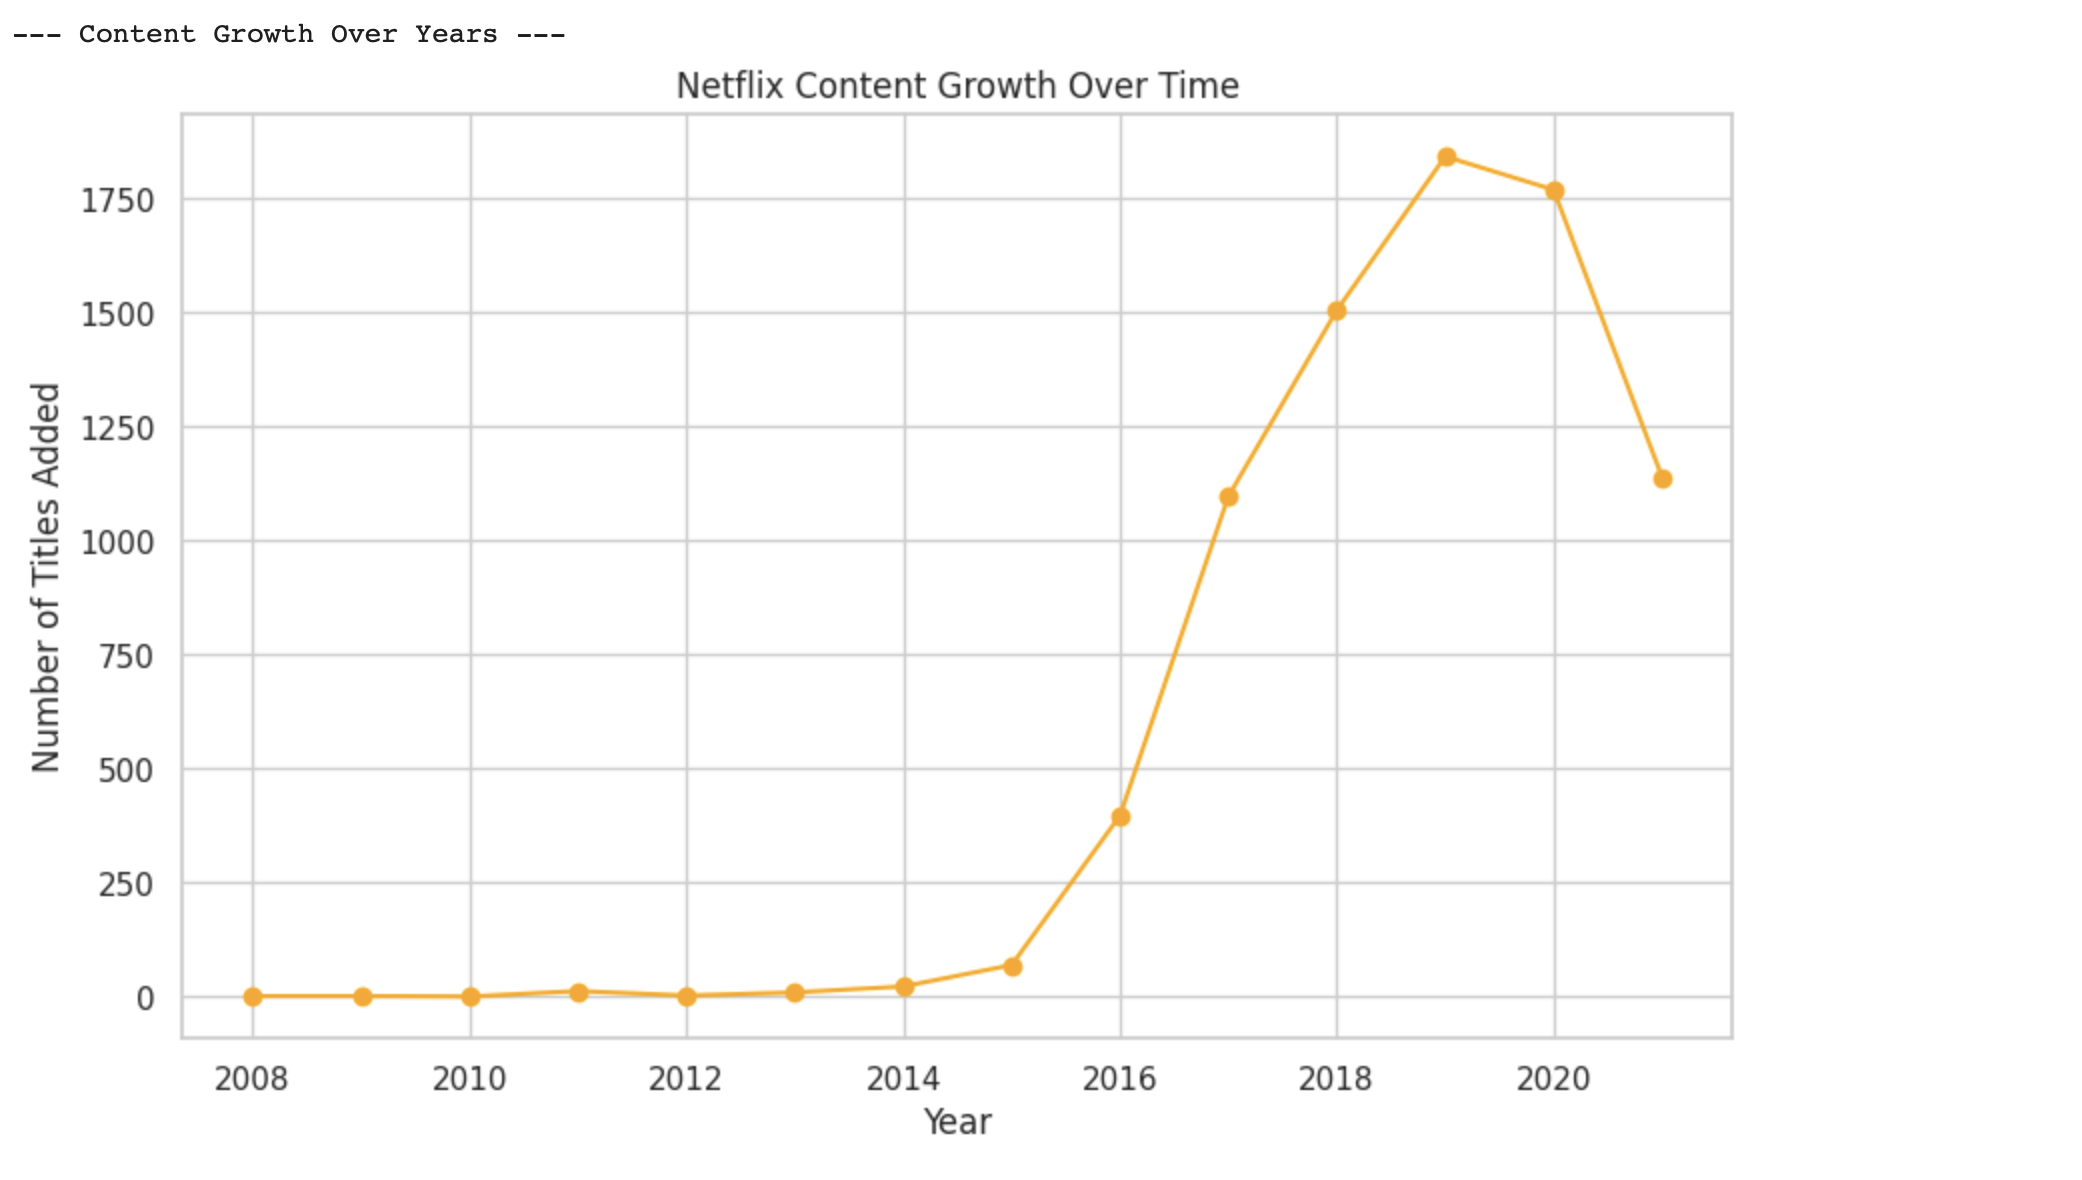 --- Content Growth Over Years ---
Netflix Content Growth Over Time
1750
1500
1250
1000
750
500
250
0
Number of Titles Added
2008 2010 2012 2014 2016 2018 2020
Year